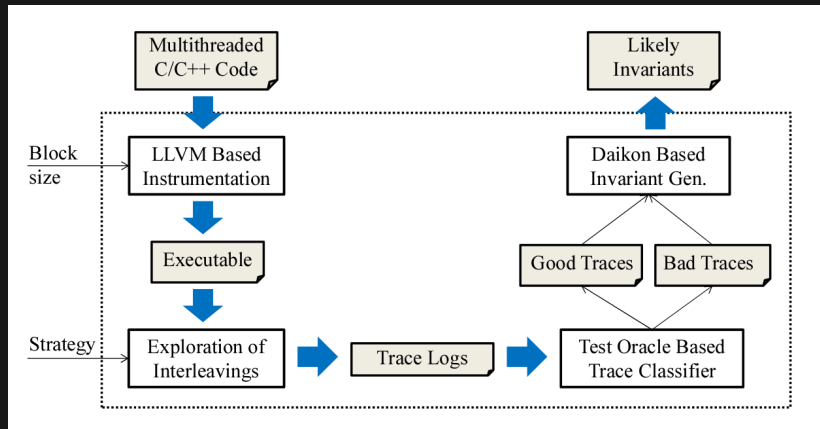 Multithreaded
C/C++ Code
Likely
Invariants
Block
size
LLVM Based
Instrumentation
Daikon Based
Invariant Gen.
Executable
Good Traces
Bad Traces
Strategy
Exploration of
Interleavings
Trace Logs
Test Oracle Based
Trace Classifier